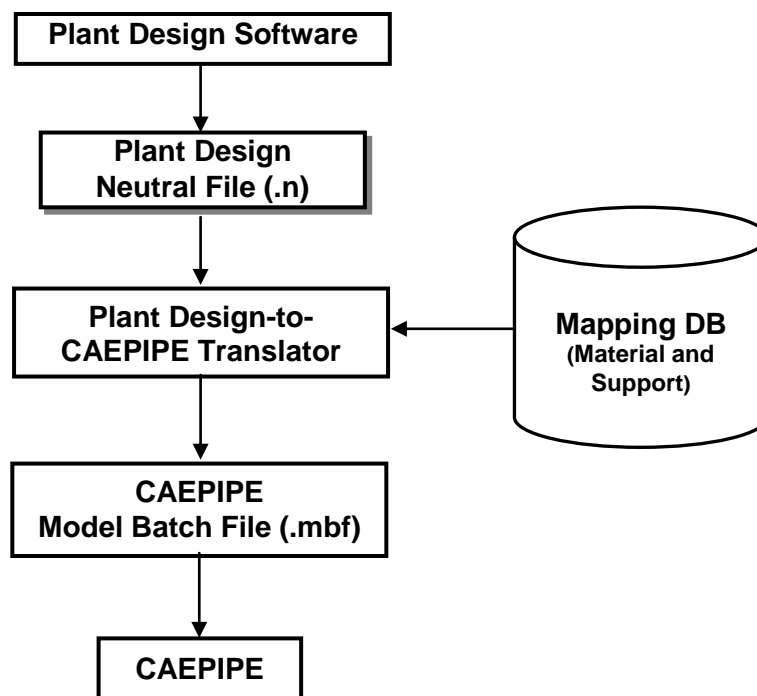 Plant Design Software
Plant Design
Neutral File (.n)
Plant Design-to-
CAEPIPE Translator
Mapping DB
(Material and
Support)
CAEPIPE
Model Batch File (.mbf)
CAEPIPE